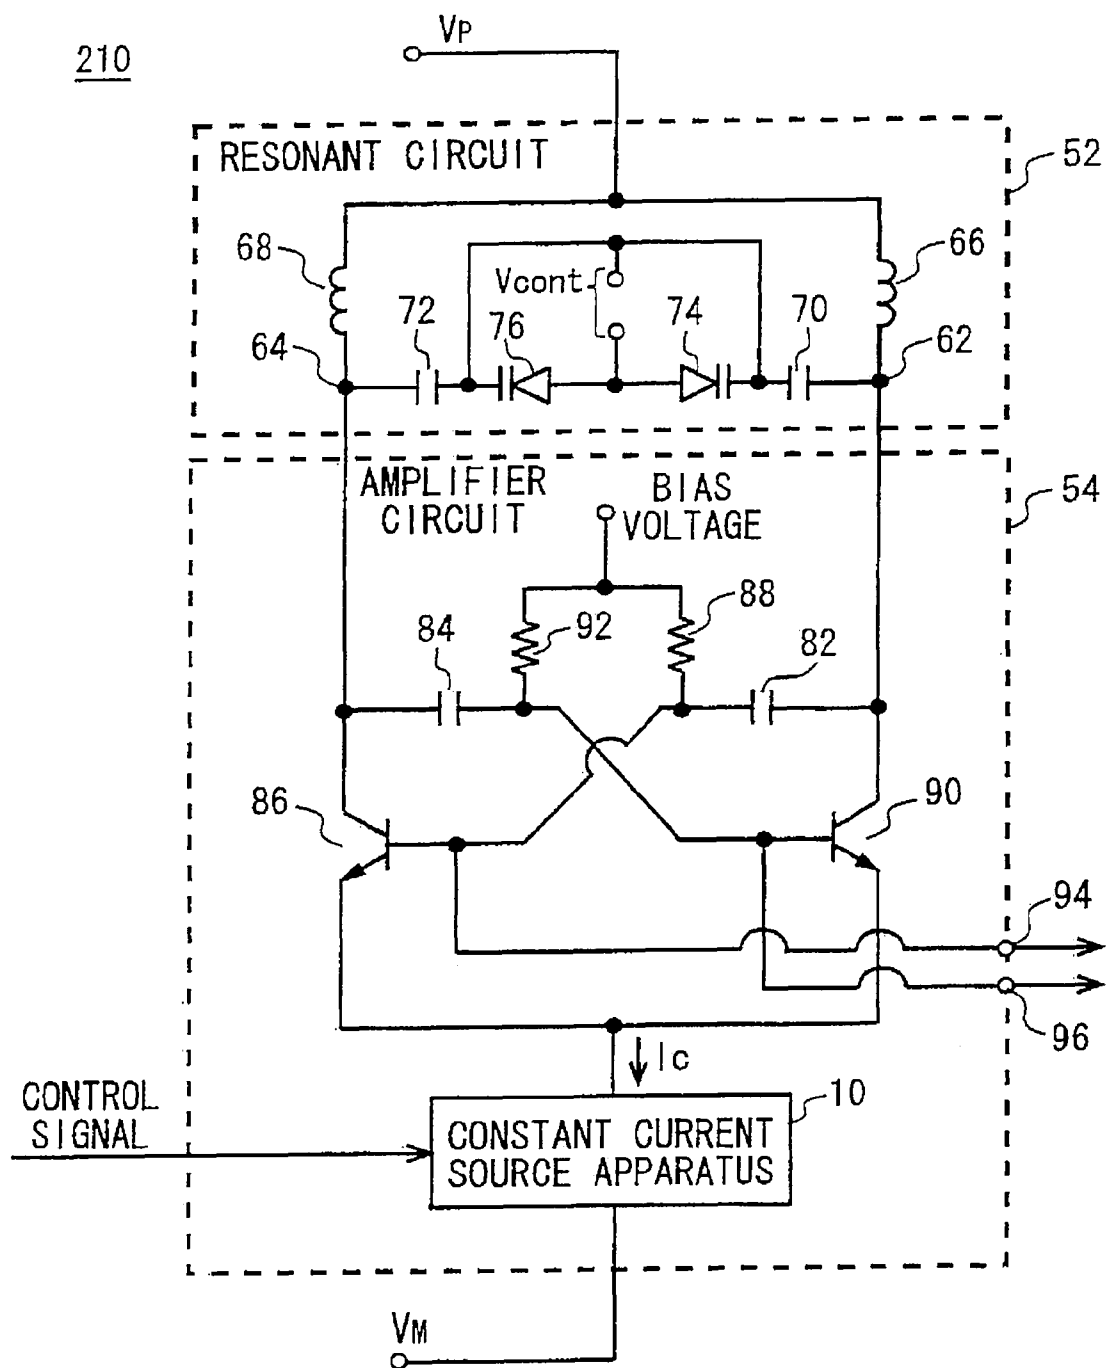 210
VP
RESONANT CIRCUIT
52
68
66
Vcont
72
76
74
70
64
62
AMPLIFIER
CIRCUIT
BIAS
VOLTAGE
54
84
92
88
82
86
90
94
96
Ic
CONTROL
SIGNAL
10
CONSTANT CURRENT
SOURCE APPARATUS
VM